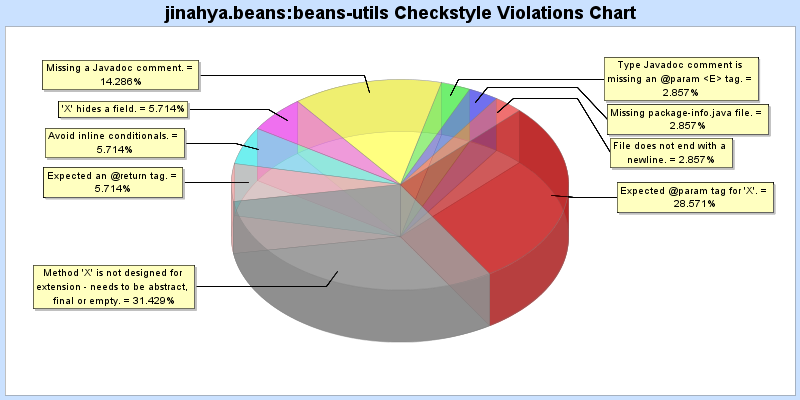 jinahya.beans:beans-utils Checkstyle Violations Chart
Missing a Javadoc comment. =
14.286%
'X' hides a field. = 5.714%
Avoid inline conditionals. =
5.714%
Expected an @return tag. =
5.714%
Method 'X' is not designed for
extension - needs to be abstract,
final or empty. = 31.429%
Type Javadoc comment is
missing an @param <E> tag. =
2.857%
Missing package-info.java file. =
2.857%
File does not end with a
newline. = 2.857%
Expected @param tag for 'X'. =
28.571%